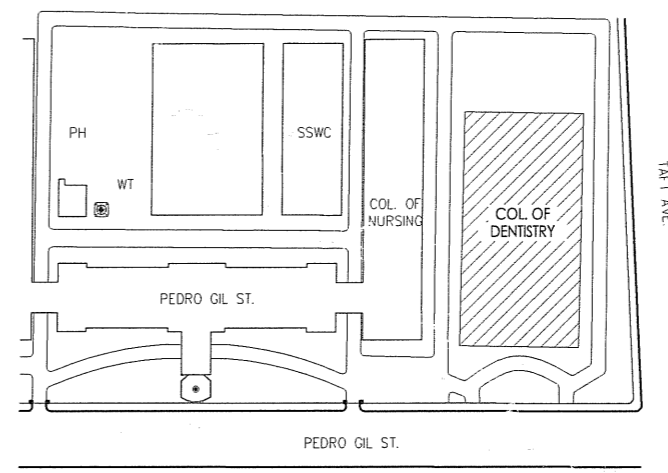 PH
WT
SSWC
COL. OF
NURSING
COL. OF
DENTISTRY
TAFT AVE.
PEDRO GIL ST.
PEDRO GIL ST.